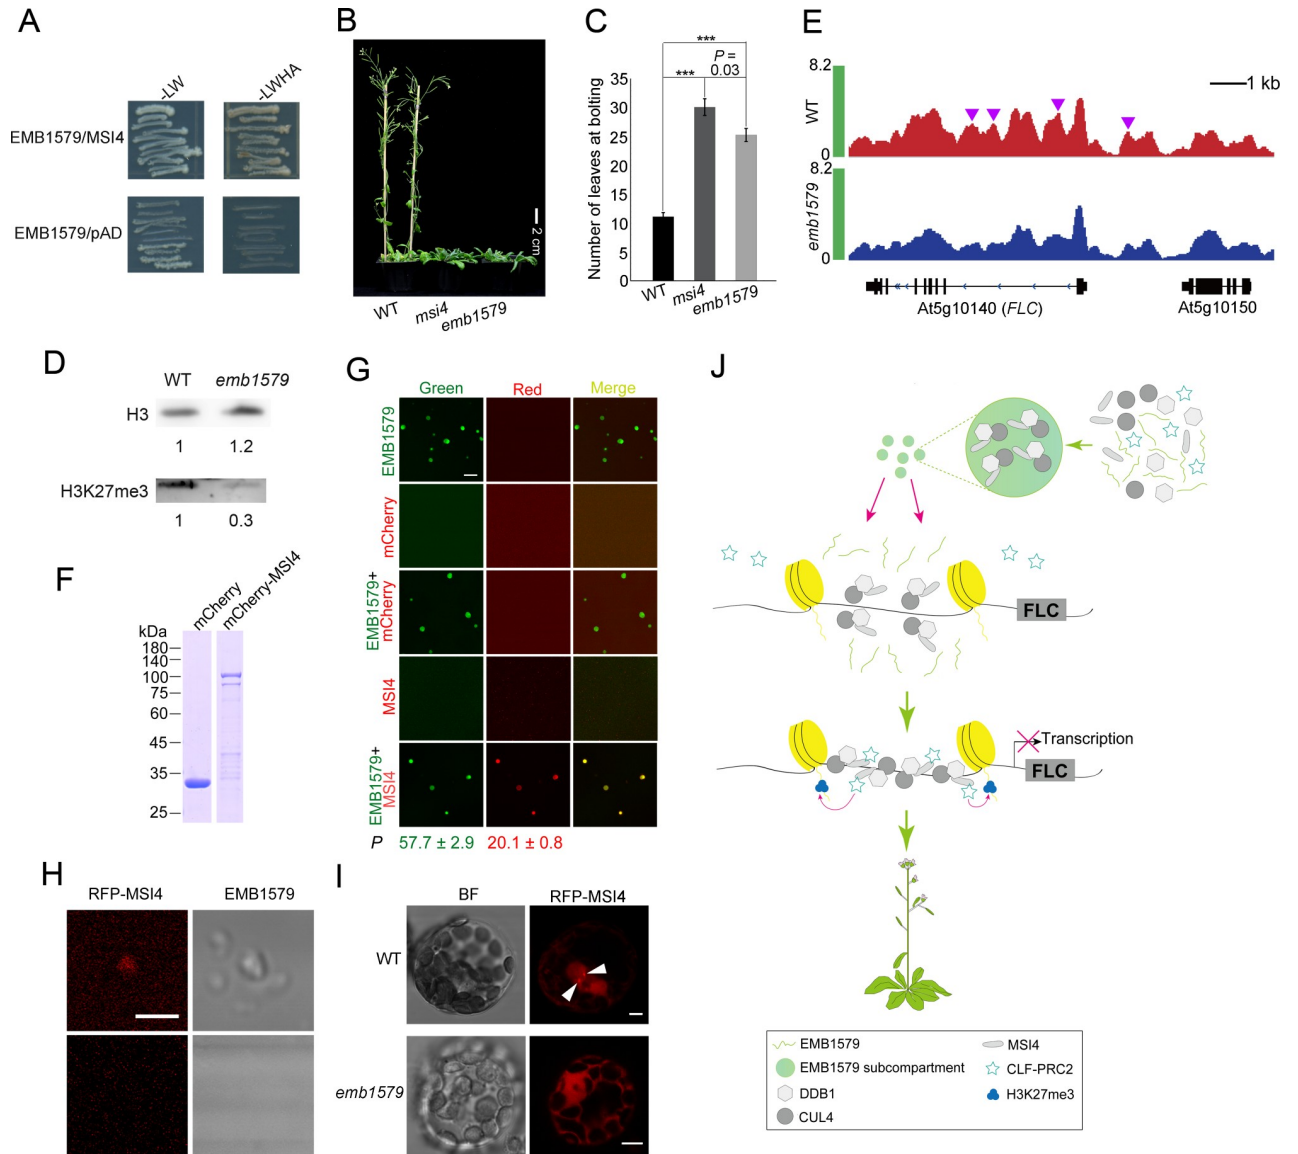 A
-LW
-LWHA
EMB1579/MSI4
EMB1579/pAD
B
2 cm
WT
msi4
emb1579
C
***
P =
*** 0.03
Number of leaves at bolting
35
30
25
20
15
10
5
0
WT
msi4
emb1579
E
8.2
WT
0
1 kb
8.2
emb1579
0
At5g10140 (FLC)
At5g10150
D
WT emb1579
H3
1 1.2
H3K27me3
1 0.3
F
mCherry
mCherry-MSI4
kDa
180
140
100
75
60
45
35
25
G
Green Red Merge
EMB1579
mCherry
EMB1579+
mCherry
MSI4
EMB1579+
MSI4
P 57.7 ± 2.9 20.1 ± 0.8
H
RFP-MSI4 EMB1579
I
BF RFP-MSI4
WT
emb1579
J
FLC
Transcription
FLC
EMB1579
MSI4
EMB1579 subcompartment
CLF-PRC2
DDB1
H3K27me3
CUL4